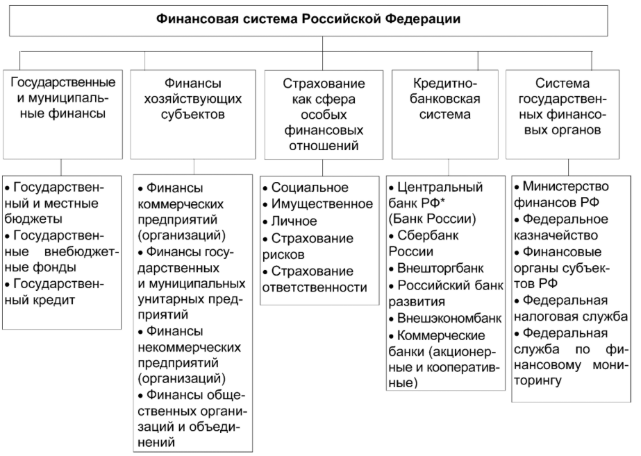 Финансовая система Российской Федерации
Государственные
и муниципаль-
ные финансы
Финансы
хозяйствующих
субъектов
Страхование
как сфера
особых
финансовых
отношений
Кредитно-
банковская
система
Система
государствен-
ных финансо-
вых органов
• Государствен-
ный и местные
бюджеты
• Государствен-
ные внебюджет-
ные фонды
• Государствен-
ный кредит
• Финансы
коммерческих
предприятий
(организаций)
• Финансы госу-
дарственных
и муниципальных
унитарных пред-
приятий
• Финансы
некоммерческих
предприятий
(организаций)
• Финансы обще-
ственных органи-
заций и объеди-
нений
• Социальное
• Имущественное
• Личное
• Страхование
рисков
• Страхование
ответственности
• Центральный
банк РФ*
(Банк России)
• Сбербанк
России
• Внешторгбанк
• Российский банк
развития
• Внешэкономбанк
• Коммерческие
банки (акционер-
ные и кооператив-
ные)
• Министерство
финансов РФ
• Федеральное
казначейство
• Финансовые
органы субъек-
тов РФ
• Федеральная
налоговая служба
• Федеральная
служба по фи-
нансовому мони-
торингу